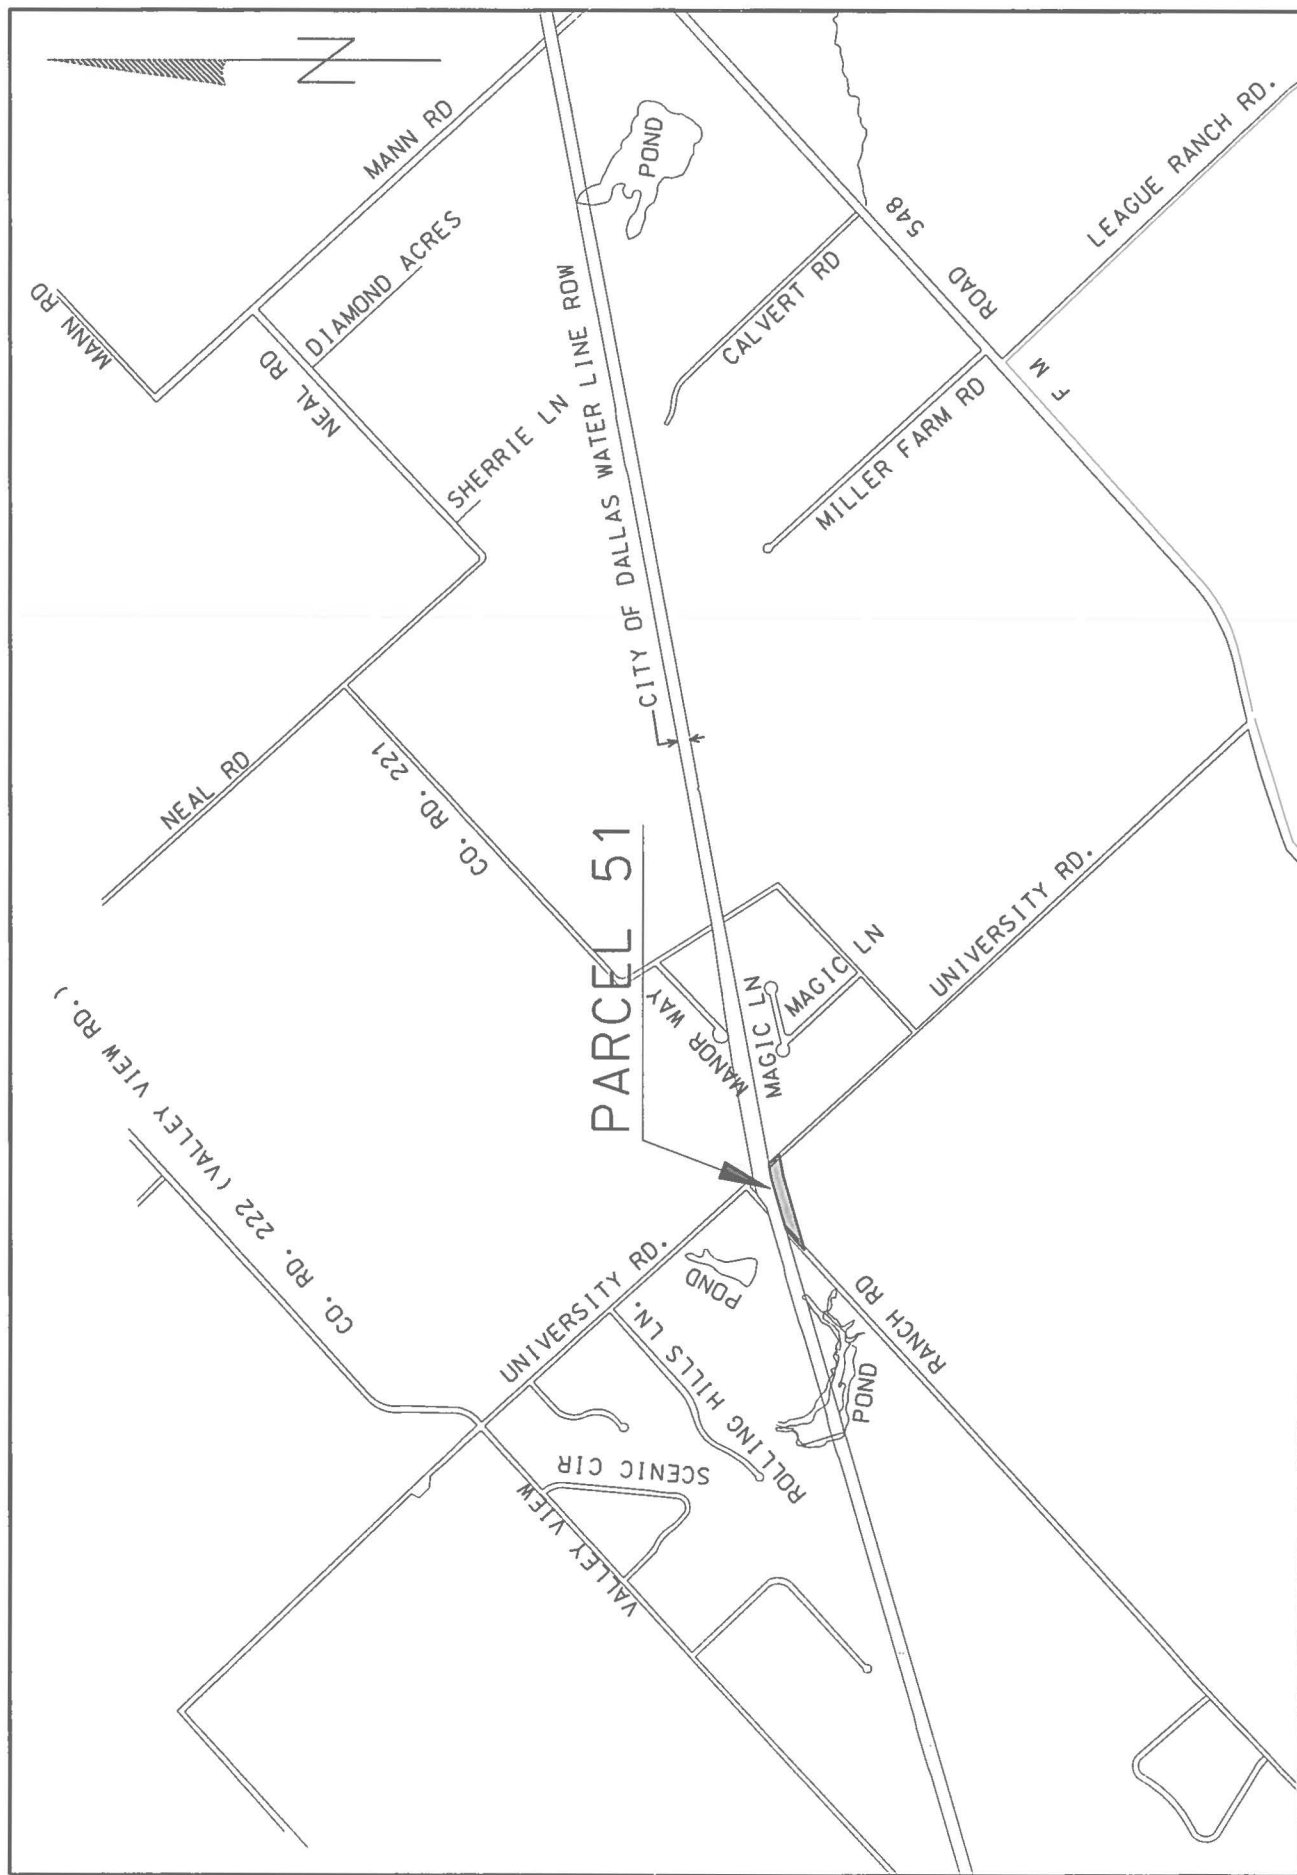 N
MANN RD
MANN RD
DIAMOND ACRES
NEAL RD
SHERRIE LN
POND
CITY OF DALLAS WATER LINE ROW
CALVERT RD
548
ROAD
F M
LEAGUE RANCH RD.
MILLER FARM RD
NEAL RD
CO. RD. 221
PARCEL 51
MANOR WAY
MAGIC LN
MAGIC LN
UNIVERSITY RD.
CO. RD. 222 (VALLEY VIEW RD.)
UNIVERSITY RD.
POND
ROLLING HILLS LN.
RANCH RD
POND
SCENIC CIR
VALLEY VIEW